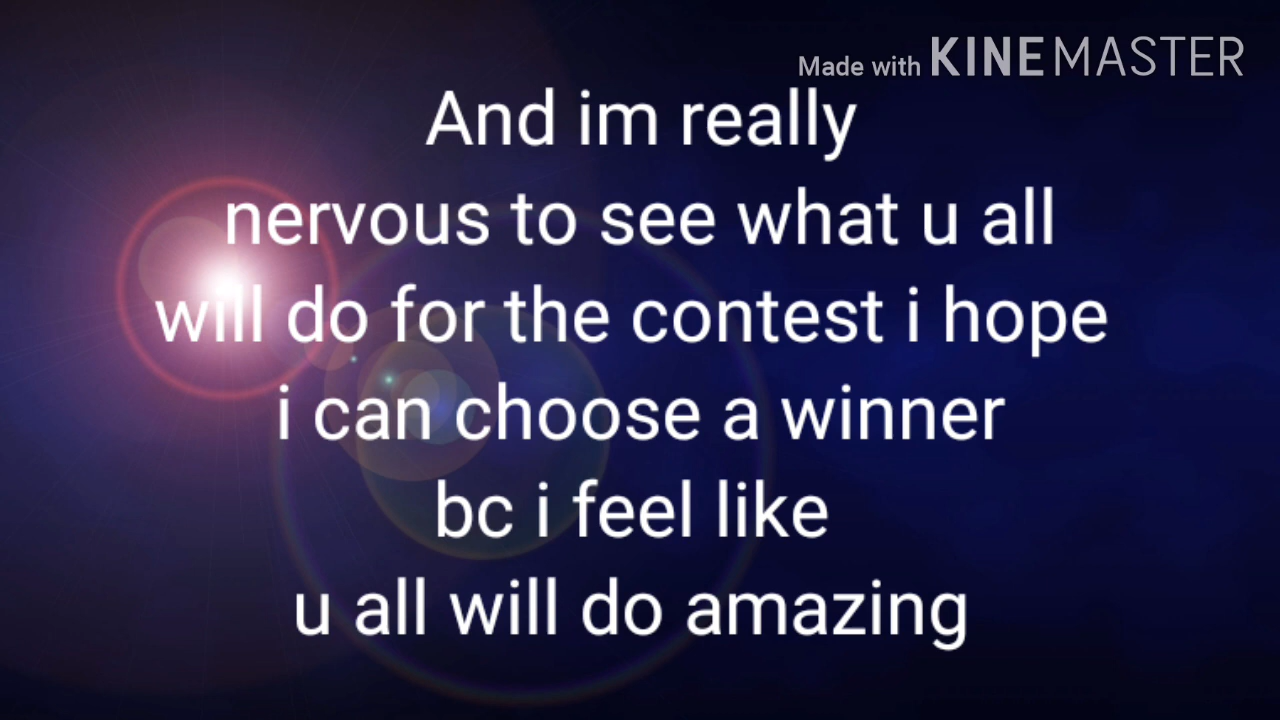 Made with KINEMASTER
And im really
nervous to see what u all
will do for the contest i hope
i can choose a winner
bc i feel like
u all will do amazing